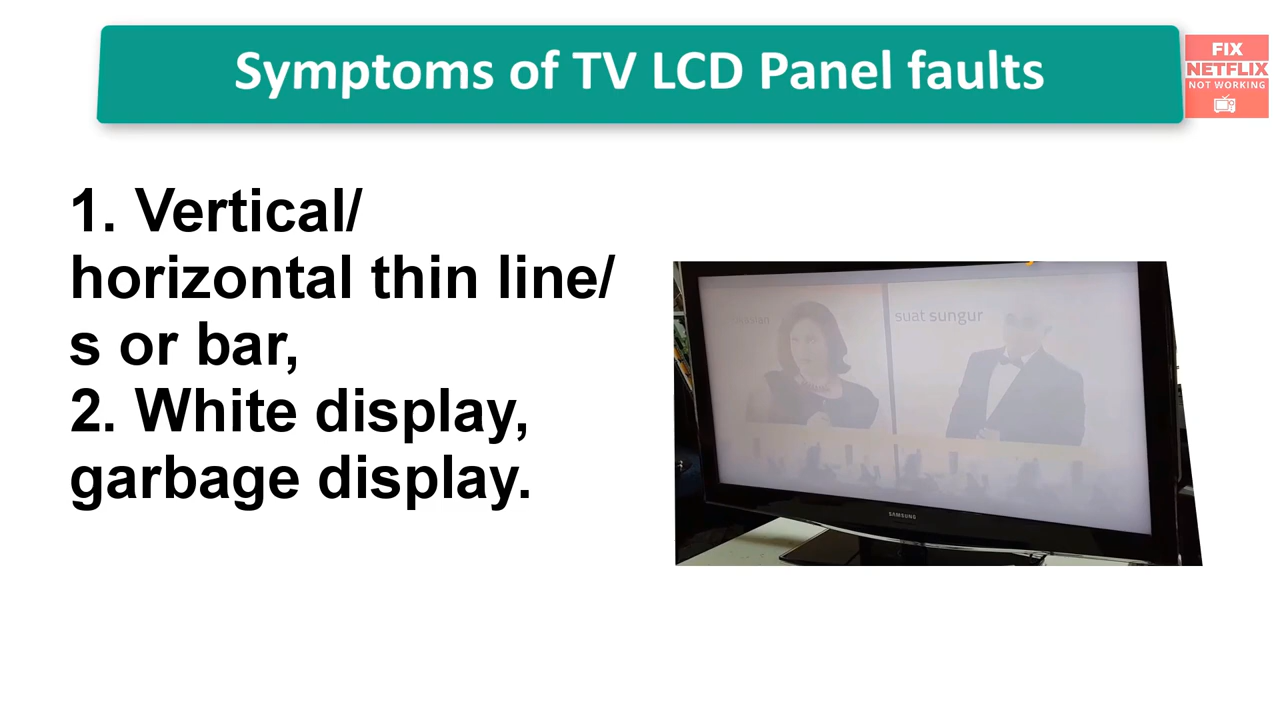 Symptoms of TV LCD Panel faults
FIX
NETFLIX
NOT WORKING
1. Vertical/
horizontal thin line/
s or bar,
2. White display,
garbage display.
suat sungur
SAMSUNG